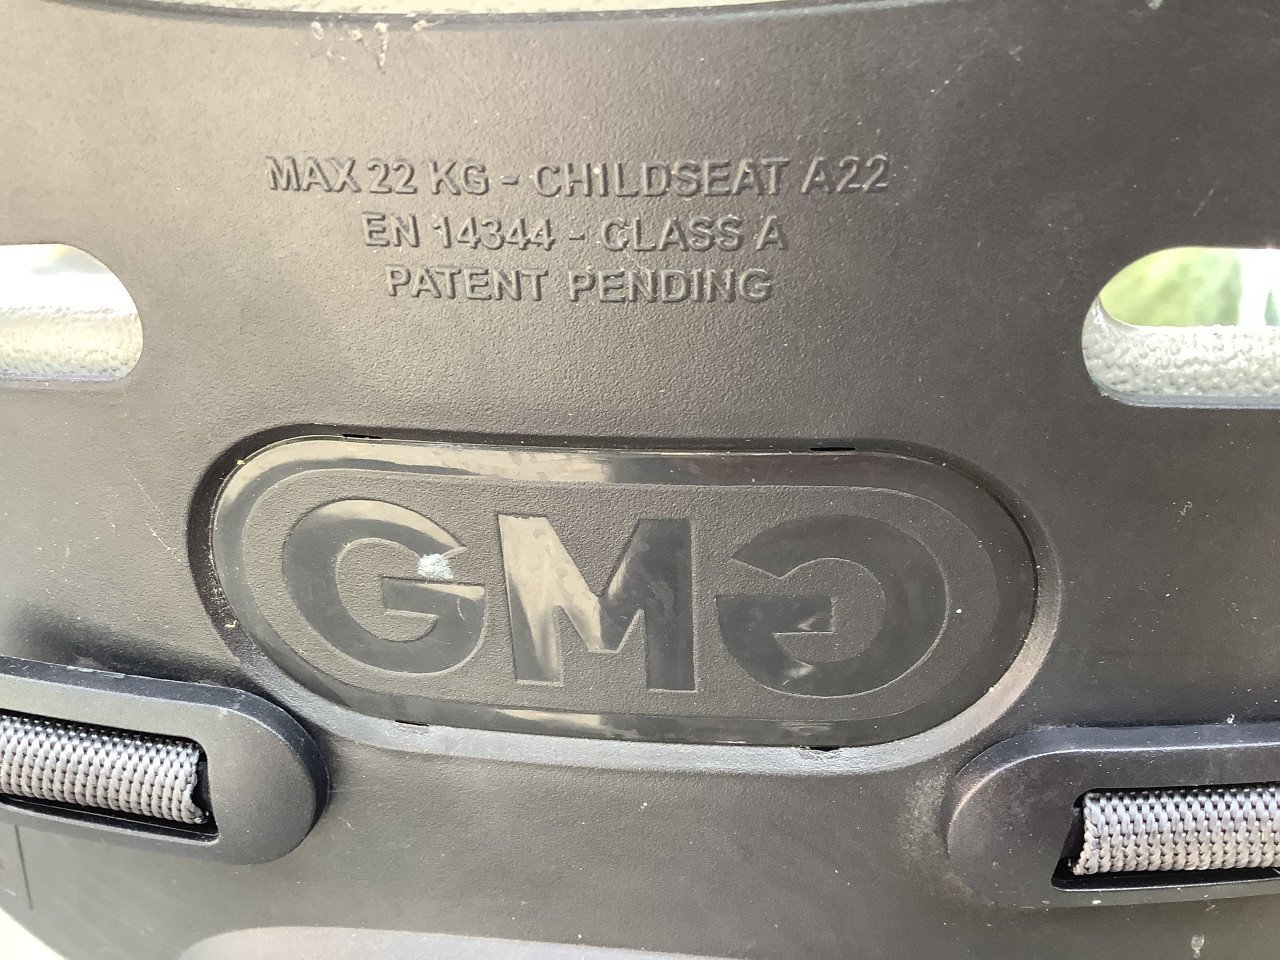 MAX 22 KG - CHILDSEAT A22
EN 14344 - CLASS A
PATENT PENDING
GMG